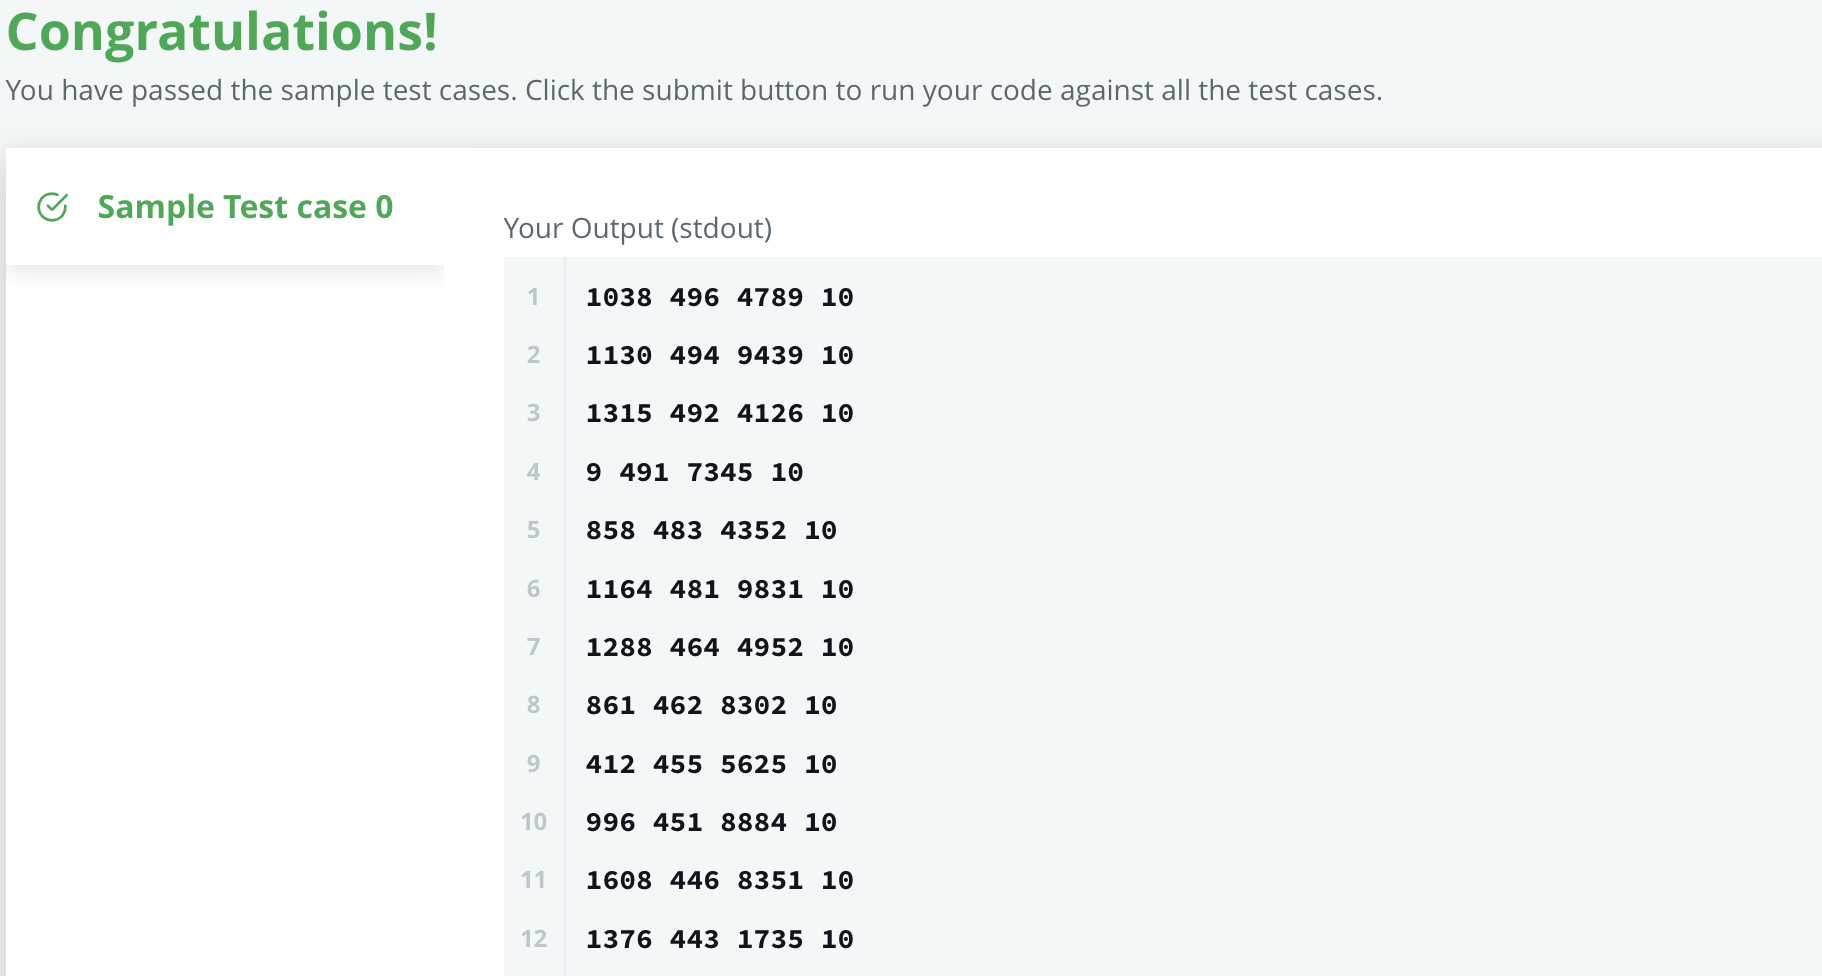 Congratulations!
You have passed the sample test cases. Click the submit button to run your code against all the test cases.
Sample Test case 0
Your Output (stdout)
1 1038 496 4789 10
2 1130 494 9439 10
3 1315 492 4126 10
4 9 491 7345 10
5 858 483 4352 10
6 1164 481 9831 10
7 1288 464 4952 10
8 861 462 8302 10
9 412 455 5625 10
10 996 451 8884 10
11 1608 446 8351 10
12 1376 443 1735 10